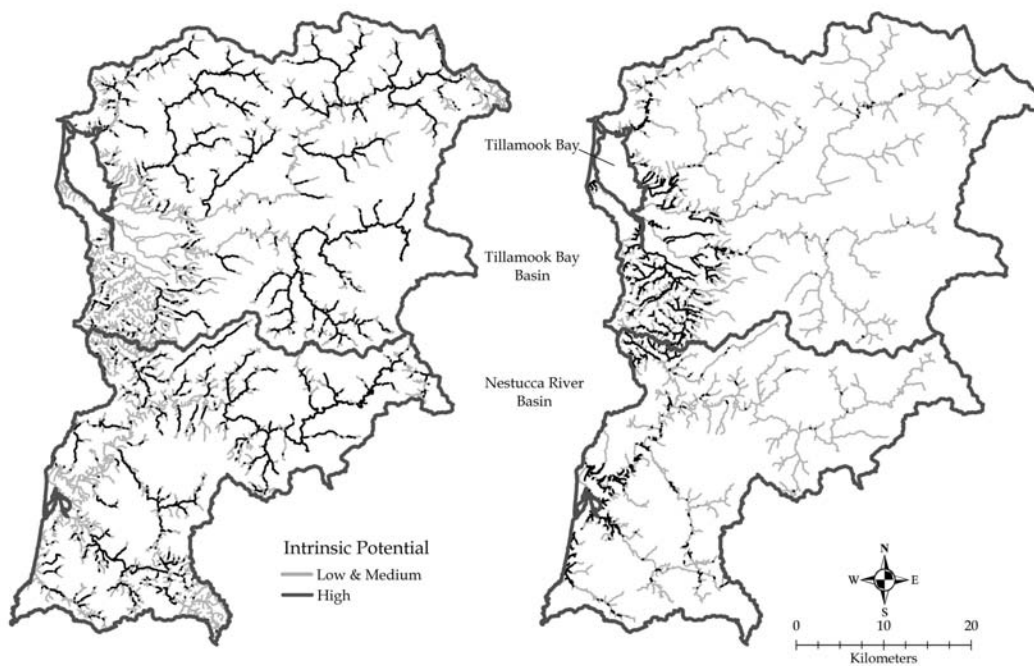 Tillamook Bay
Tillamook Bay
Basin
Nestucca River
Basin
Intrinsic Potential
Low & Medium
High
N
W E
S
0 10 20
Kilometers